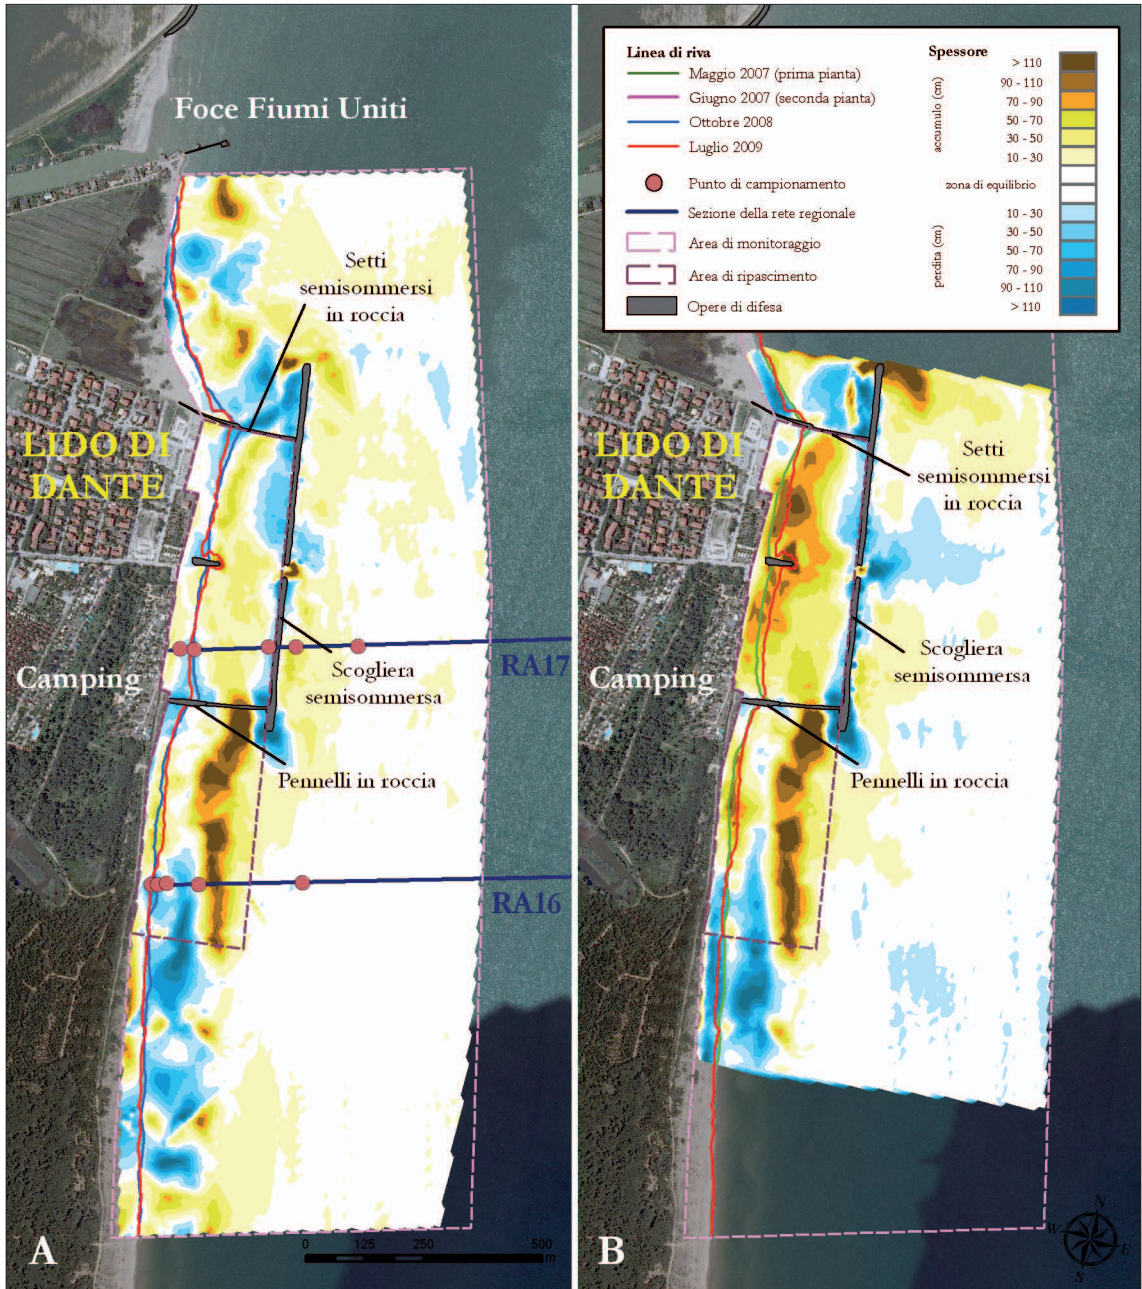 Foce Fiumi Uniti
Setti
semisommersi
in roccia
LIDO DI
DANTE
RA17
Camping
Scogliera
semisommersa
Pennelli in roccia
RA16
A
0 125 250 500
m
Linea di riva
Maggio 2007 (prima pianta)
Giugno 2007 (seconda pianta)
Ottobre 2008
Luglio 2009
Punto di campionamento
Sezione della rete regionale
Area di monitoraggio
Area di ripascimento
Opere di difesa
Spessore
accumulo (cm)
> 110
90 - 110
70 - 90
50 - 70
30 - 50
10 - 30
zona di equilibrio
perdita (cm)
10 - 30
30 - 50
50 - 70
70 - 90
90 - 110
> 110
LIDO DI
DANTE
Setti
semisommersi
in roccia
Camping
Scogliera
semisommersa
Pennelli in roccia
B
N
W
E
S